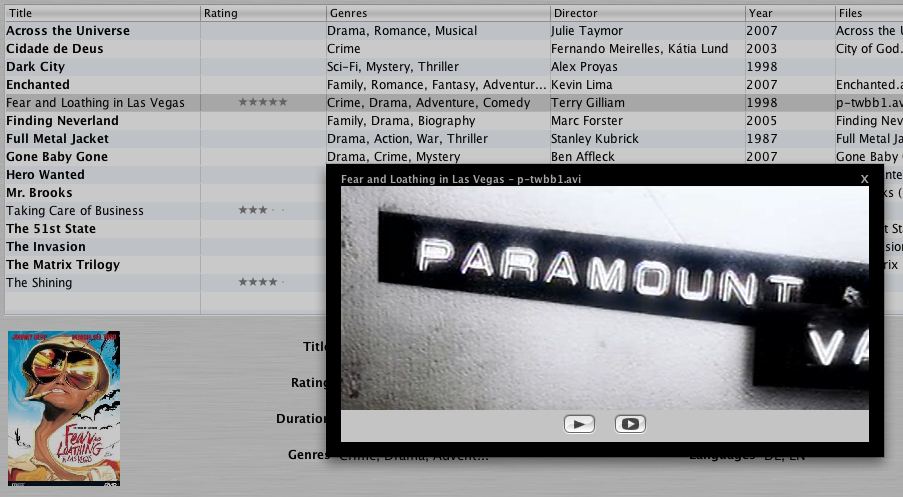 Title Rating Genres Director Year Files
Across the Universe Drama, Romance, Musical Julie Taymor 2007 Across the U
Cidade de Deus Crime Fernando Meirelles, Kátia Lund 2003 City of God.
Dark City Sci-Fi, Mystery, Thriller Alex Proyas 1998
Enchanted Family, Romance, Fantasy, Adventur... Kevin Lima 2007 Enchanted.a
Fear and Loathing in Las Vegas ★★★★★ Crime, Drama, Adventure, Comedy Terry Gilliam 1998 p-twbb1.av
Finding Neverland Family, Drama, Biography Marc Forster 2005 Finding Nev
Full Metal Jacket Drama, Action, War, Thriller Stanley Kubrick 1987 Full Metal Ja
Gone Baby Gone Drama, Crime, Mystery Ben Affleck 2007 Gone Baby G
Hero Wanted
Mr. Brooks ks (
Taking Care of Business ★★★ · ·
The 51st State t Sta
The Invasion sion
The Matrix Trilogy rix
The Shining ★★★★ ·
Fear and Loathing in Las Vegas - p-twbb1.avi X
PARAMOUNT
VA
Fear and
LOATHING
in LAS VEGAS
Title
Rating
Duration
Genres Crime, Drama, Advent... Languages DE, EN